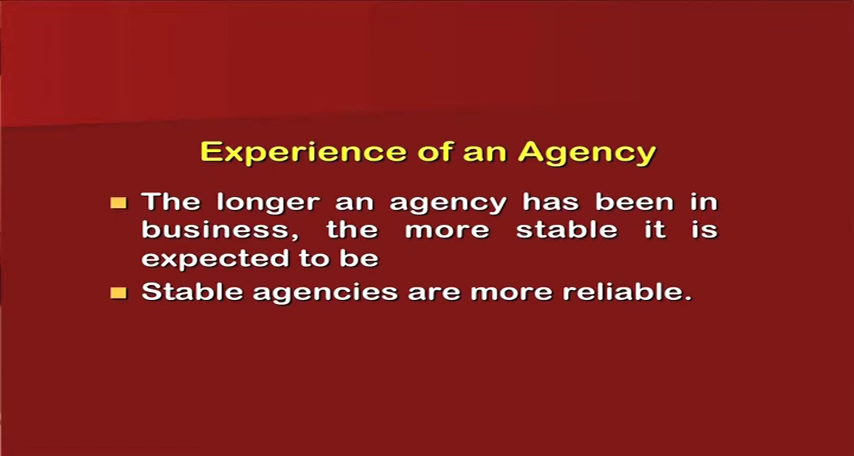 Experience of an Agency
The longer an agency has been in
business, the more stable it is
expected to be
Stable agencies are more reliable.